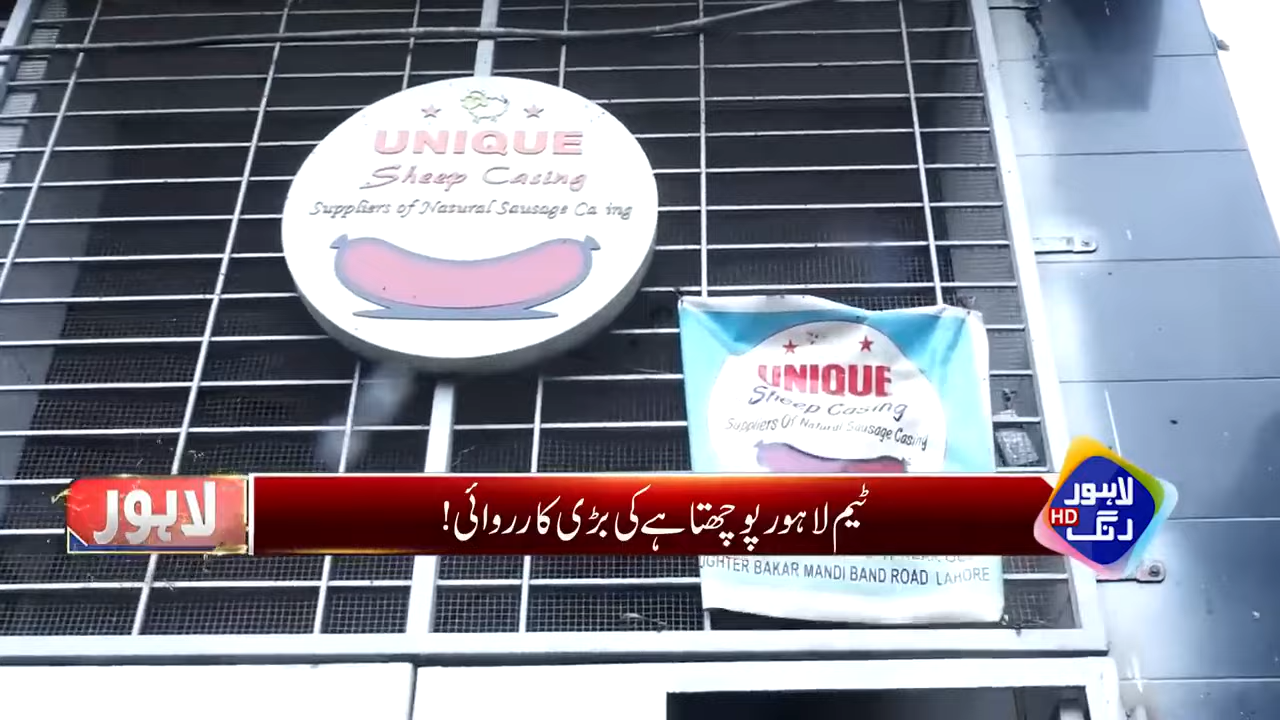 UNIQUE
Sheep Casing
Suppliers of Natural Sausage Ca ing
UNIQUE
Sheep Casing
Suppliers Of Natural Sausage Casing
لاہور
ٹیم لاہور پوچھتا ہے کی بڑی کارروائی!
لاہور
HD رنگ
UGHTER BAKAR MANDI BAND ROAD LAHORE